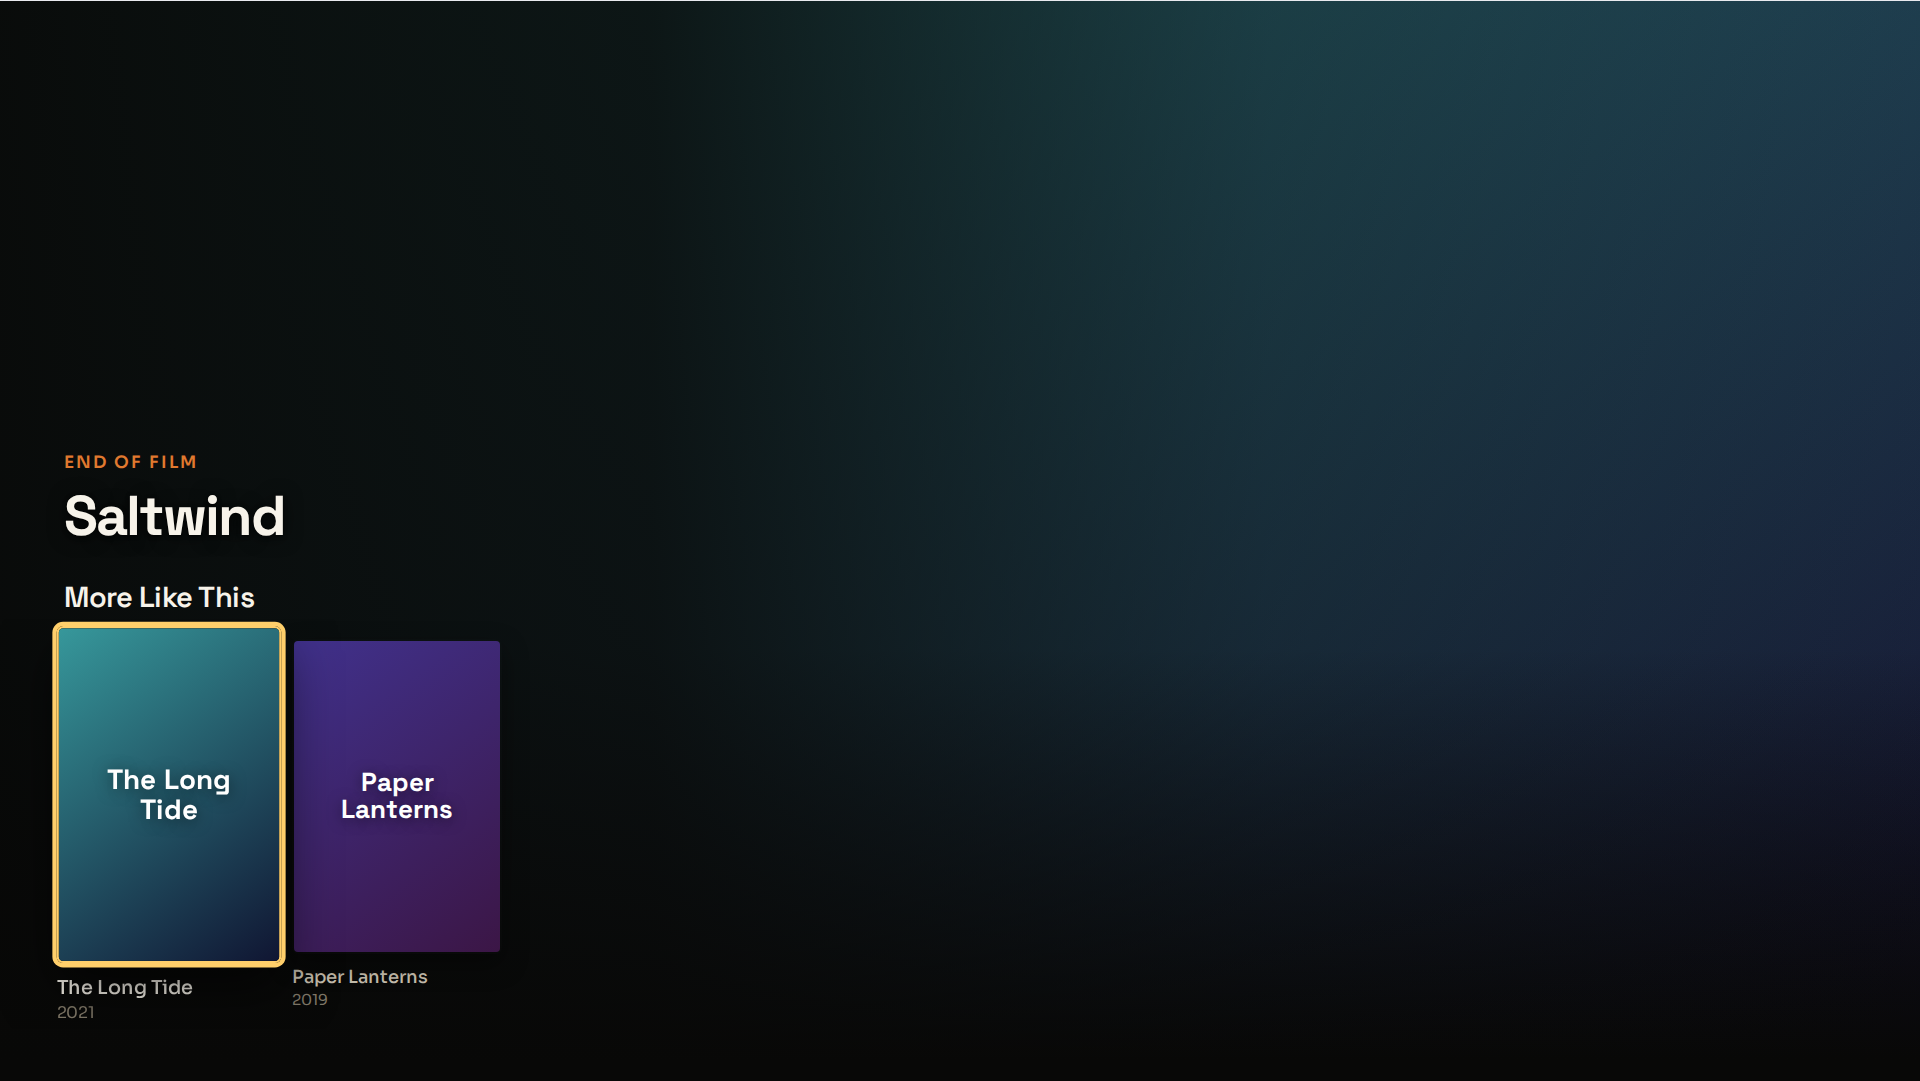 END OF FILM
Saltwind
More Like This
The Long
Tide
Paper
Lanterns
The Long Tide
2021
Paper Lanterns
2019